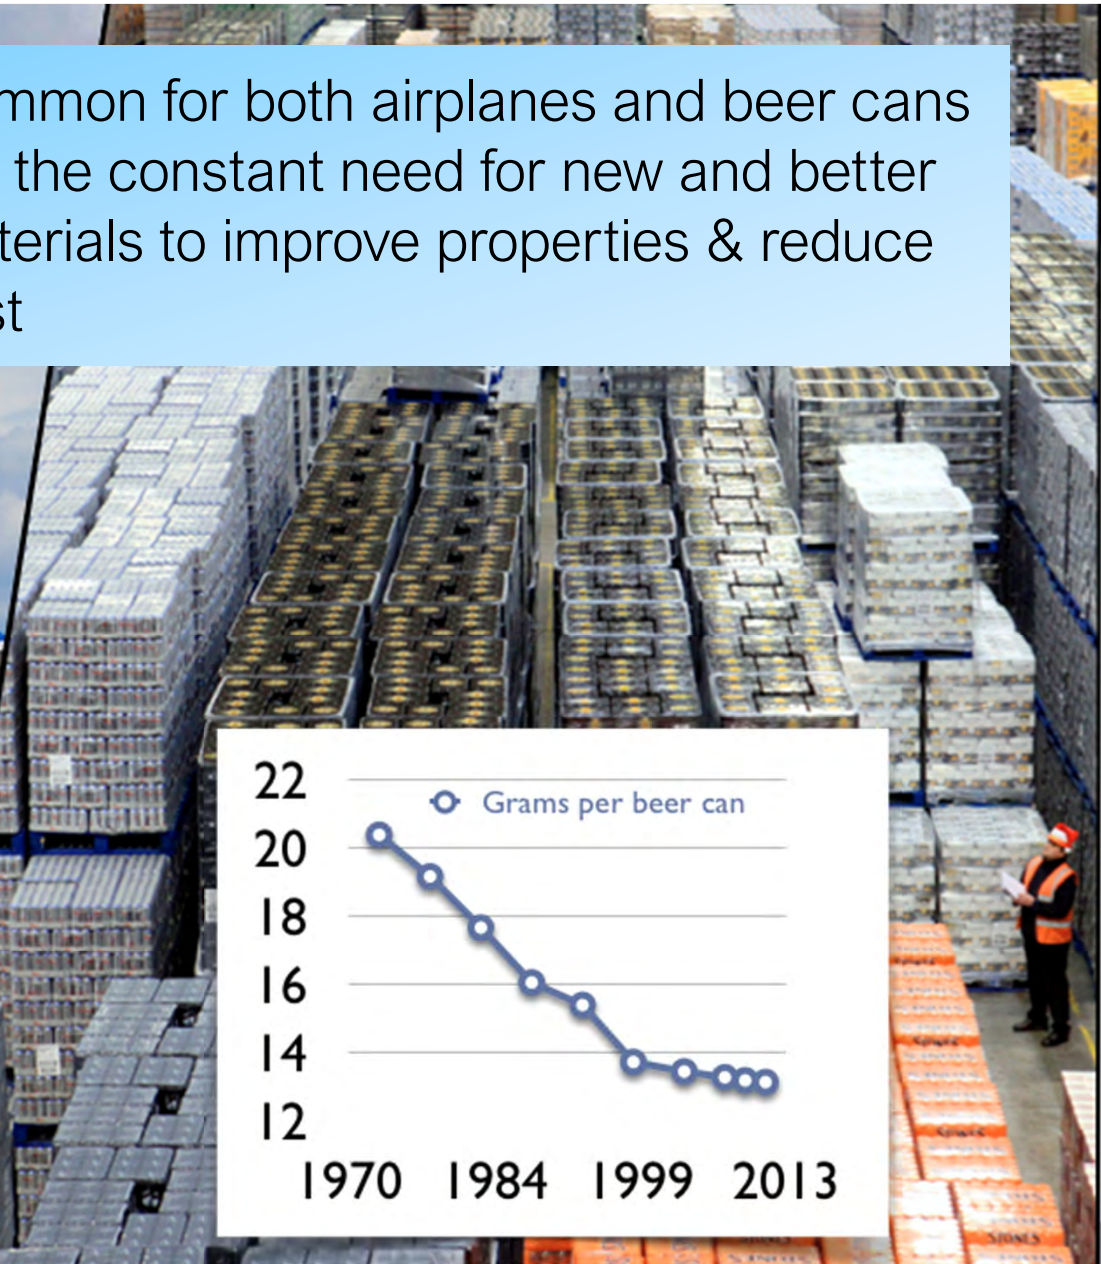 mmon for both airplanes and beer cans
the constant need for new and better
terials to improve properties & reduce
st
22
Grams per beer can
20
18
16
14
12
1970 1984 1999 2013
STONES